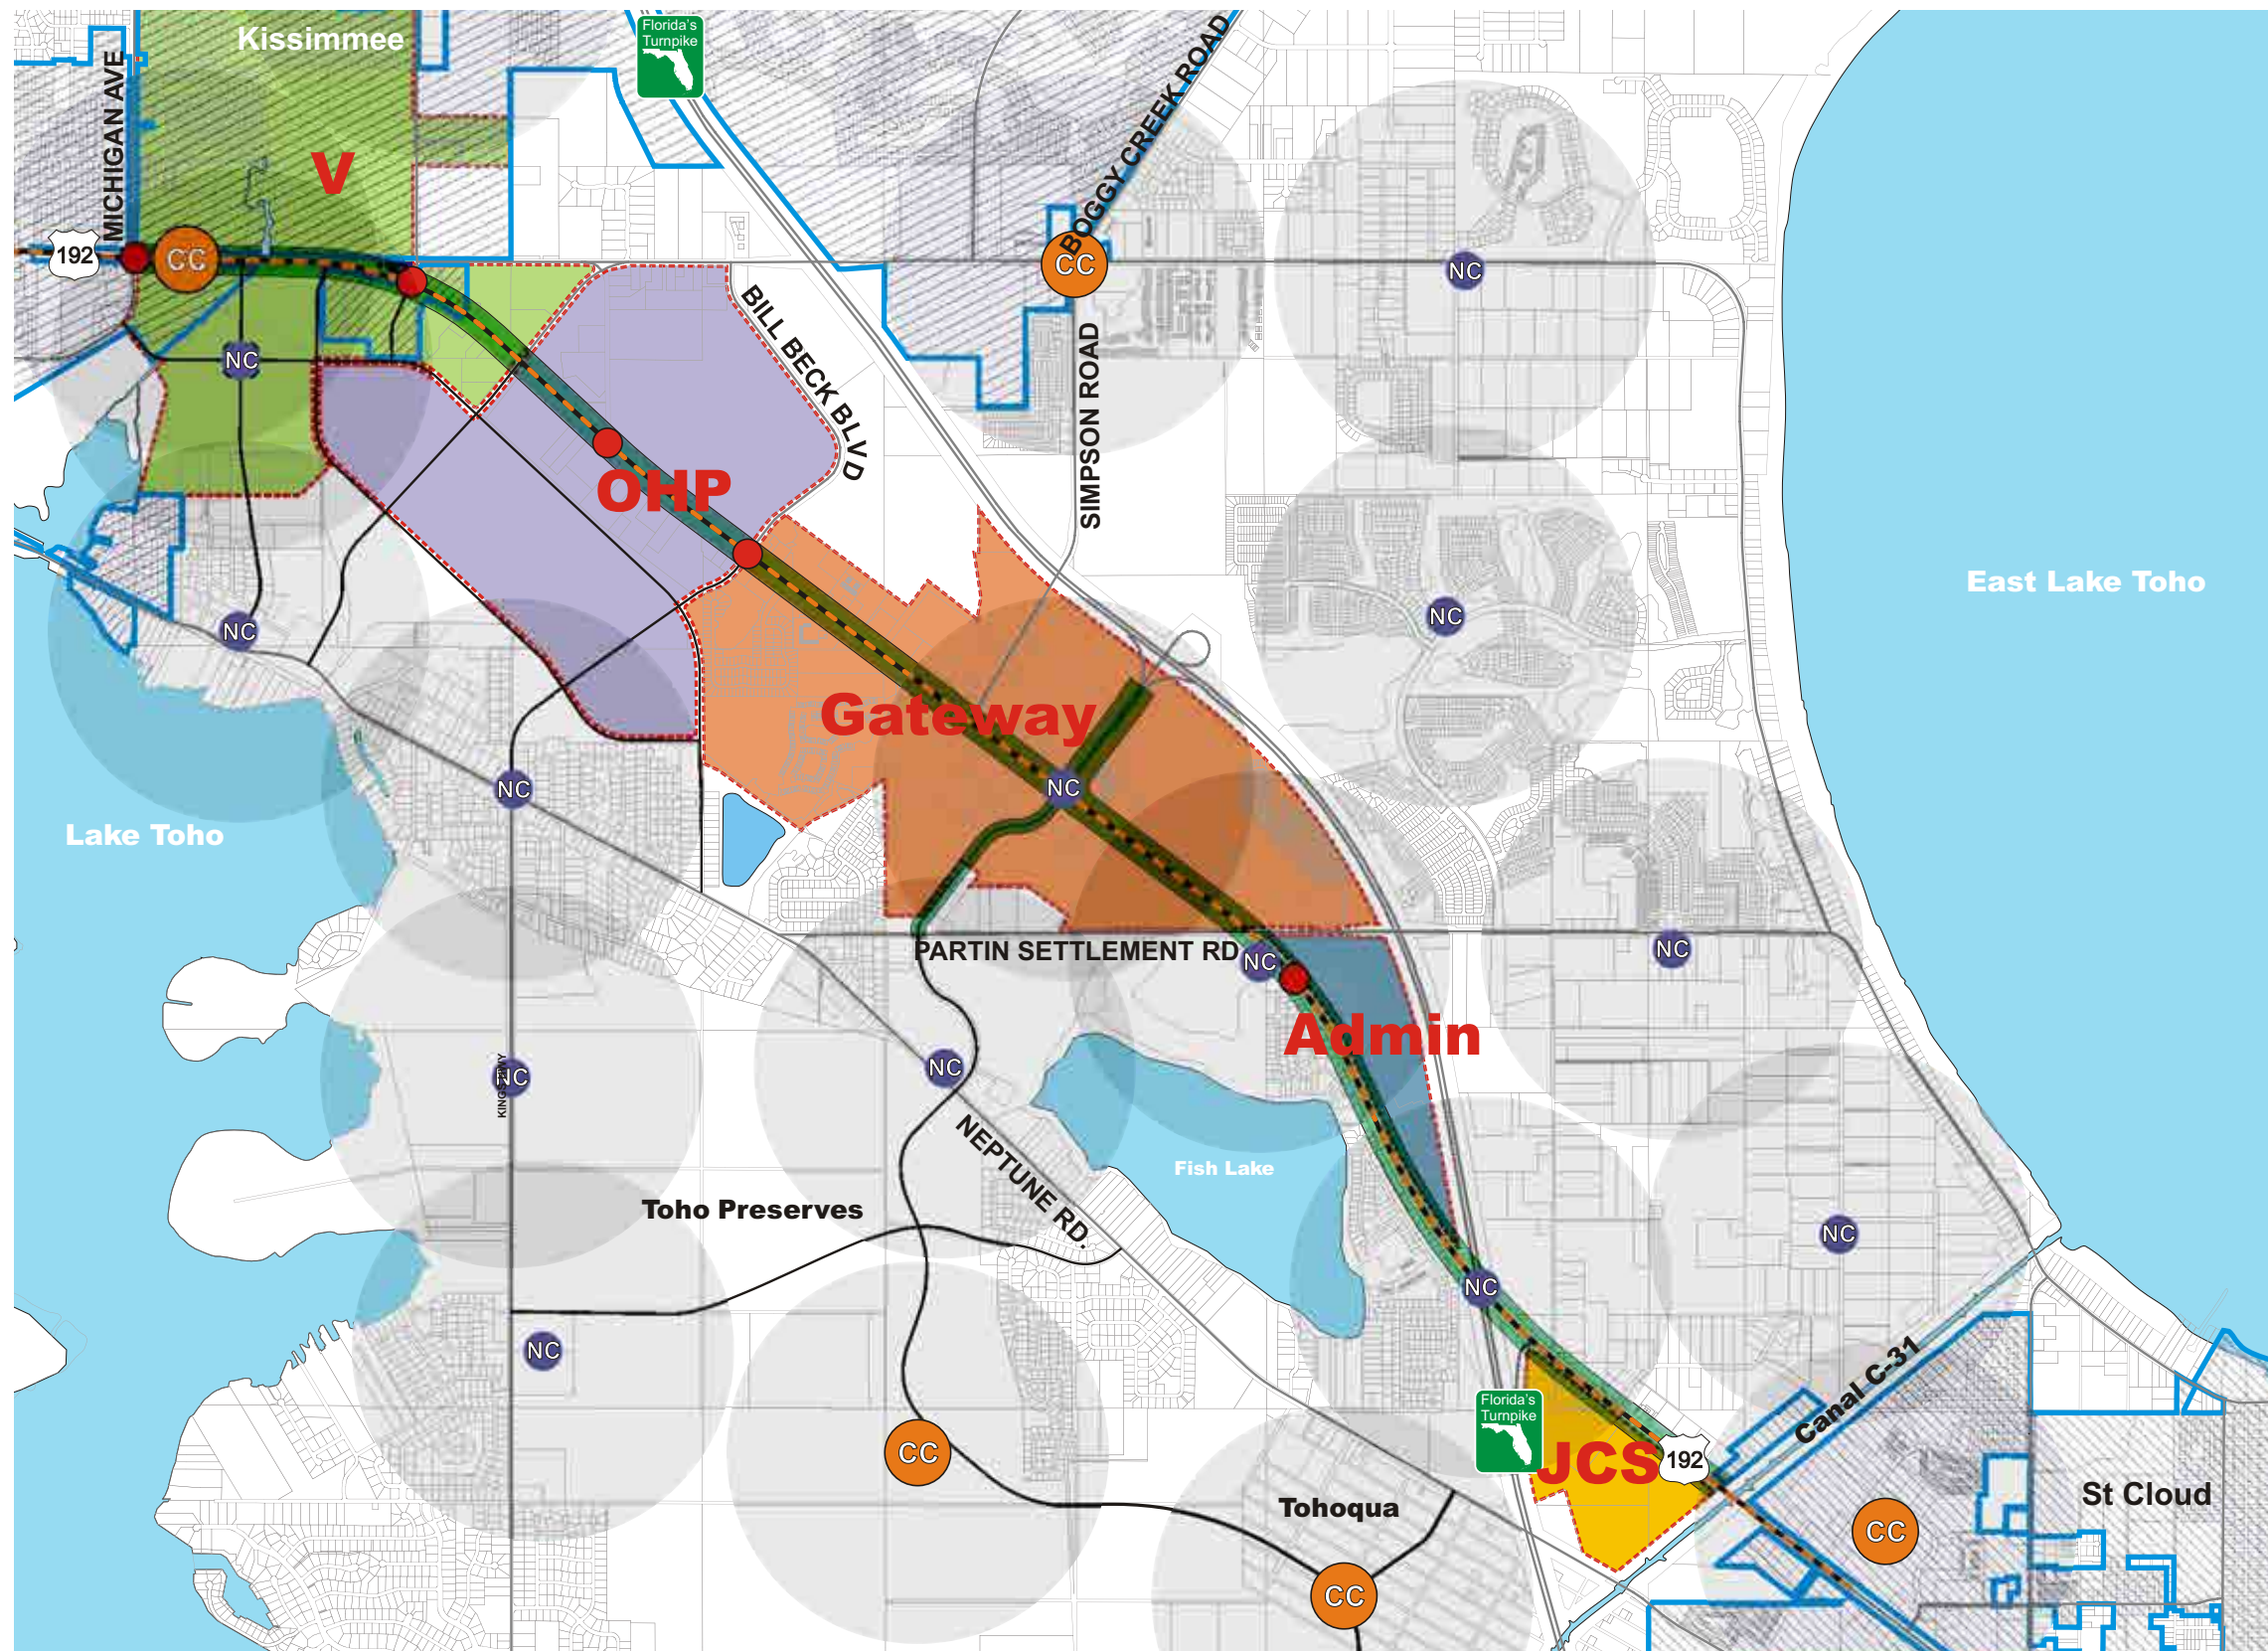 Kissimmee
Florida's
Turnpike
MICHIGAN AVE
BOGGY CREEK ROAD
V
192
CC
CC
NC
NC
BILL BECK BLVD
SIMPSON ROAD
OHP
East Lake Toho
NC
NC
Gateway
NC
NC
Lake Toho
PARTIN SETTLEMENT RD
NC
NC
Admin
NC
NC
NEPTUNE RD.
Fish Lake
Toho Preserves
NC
NC
NC
Canal C-31
Florida's
Turnpike
JCS
192
CC
St Cloud
Tohoqua
CC
CC